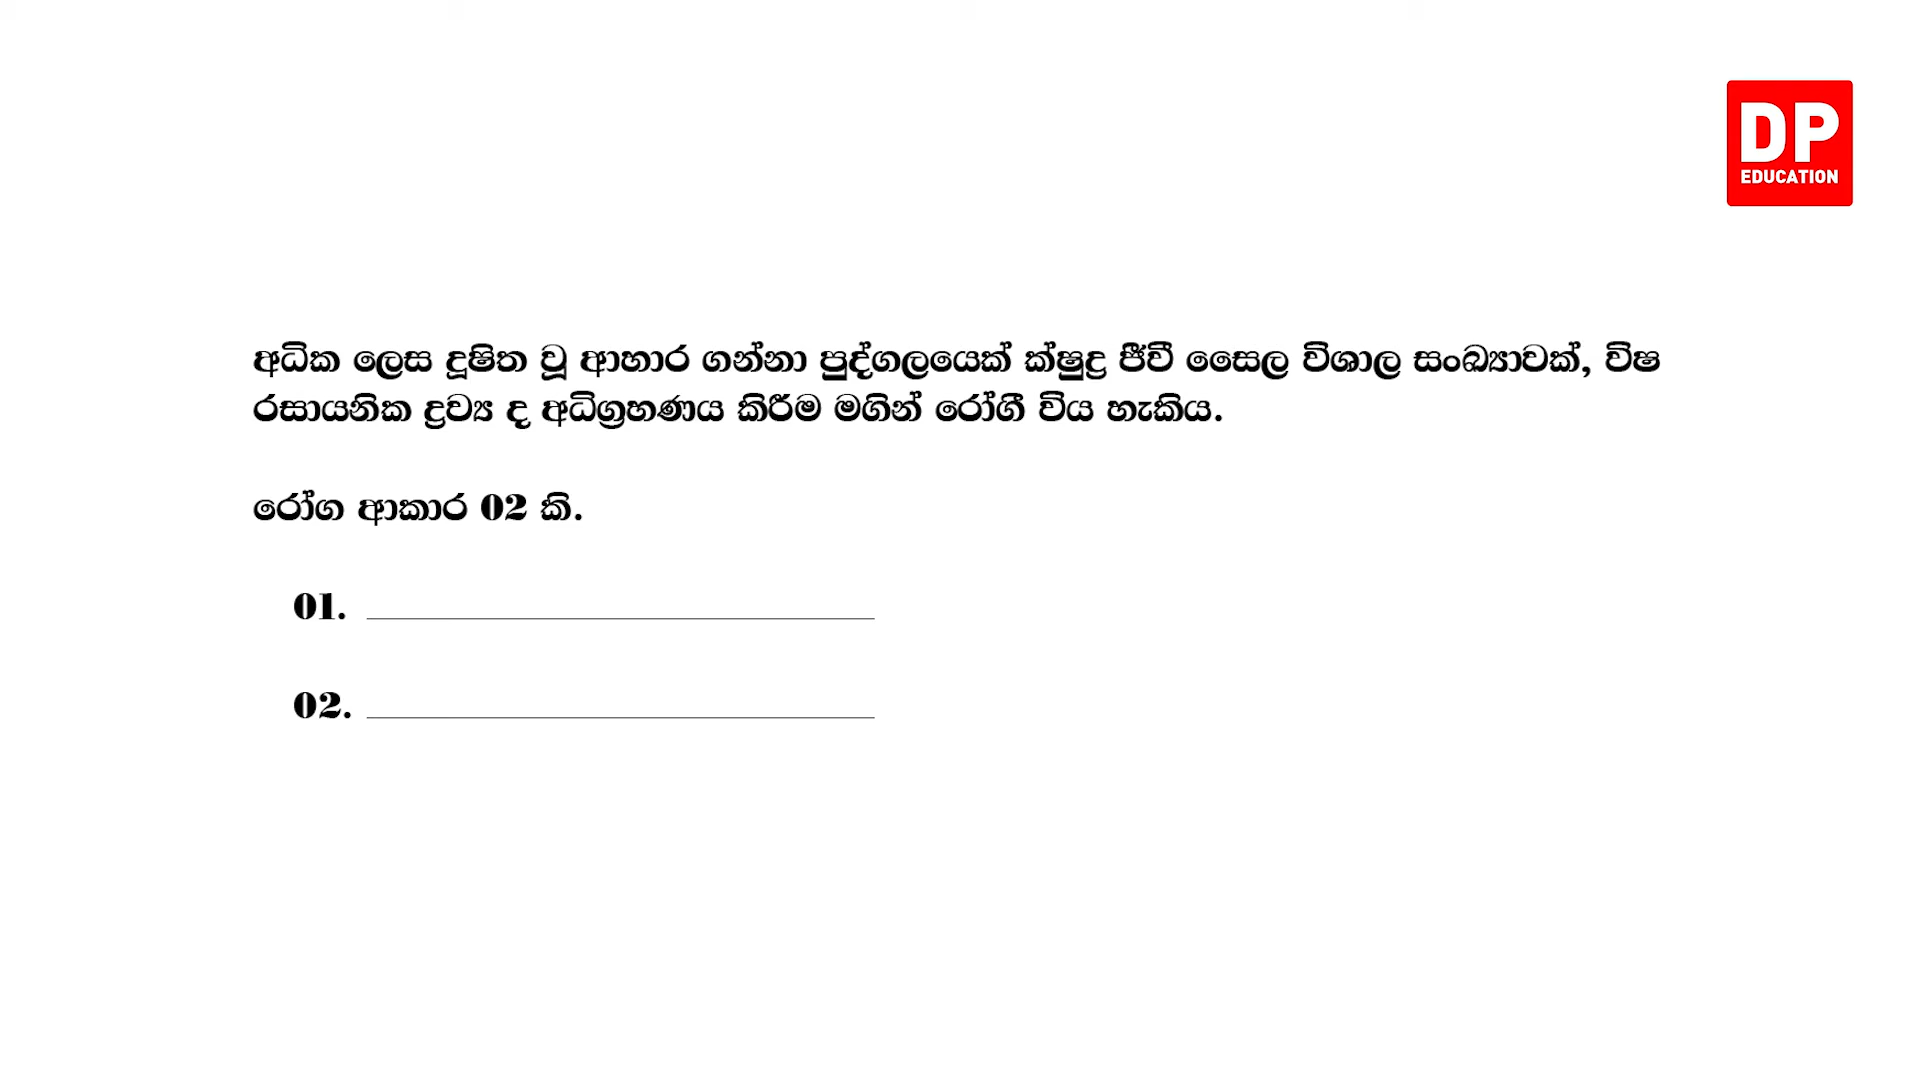 DP
EDUCATION
අධික ලෙස දූෂිත වූ ආහාර ගන්නා පුද්ගලයෙක් ක්ෂුද්‍ර ජීවී සෛල විශාල සංඛ්‍යාවක්, විෂ
රසායනික ද්‍රව්‍ය ද අධිග්‍රහණය කිරීම මගින් රෝගී විය හැකිය.
රෝග ආකාර 02 කි.
01.
02.